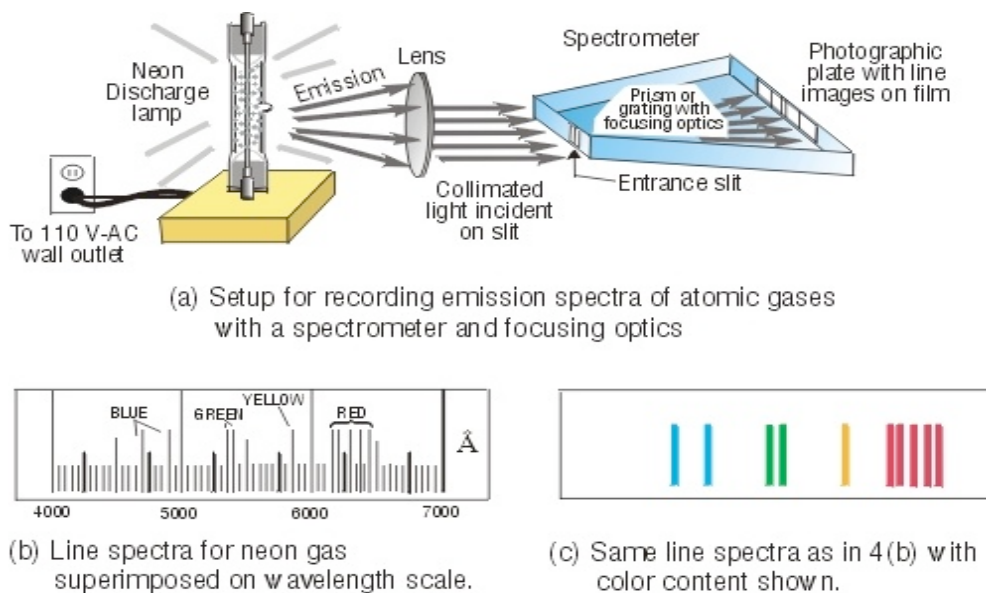 Neon
Discharge
lamp
Emission
Lens
Spectrometer
Photographic
plate with line
images on film
Prism or
grating with
focusing optics
Entrance slit
Collimated
light incident
on slit
To 110 V-AC
wall outlet
(a) Setup for recording emission spectra of atomic gases
with a spectrometer and focusing optics
BLUE
GREEN
YELLOW
RED
Å
4000
5000
6000
7000
(b) Line spectra for neon gas
superimposed on wavelength scale.
(c) Same line spectra as in 4(b) with
color content shown.